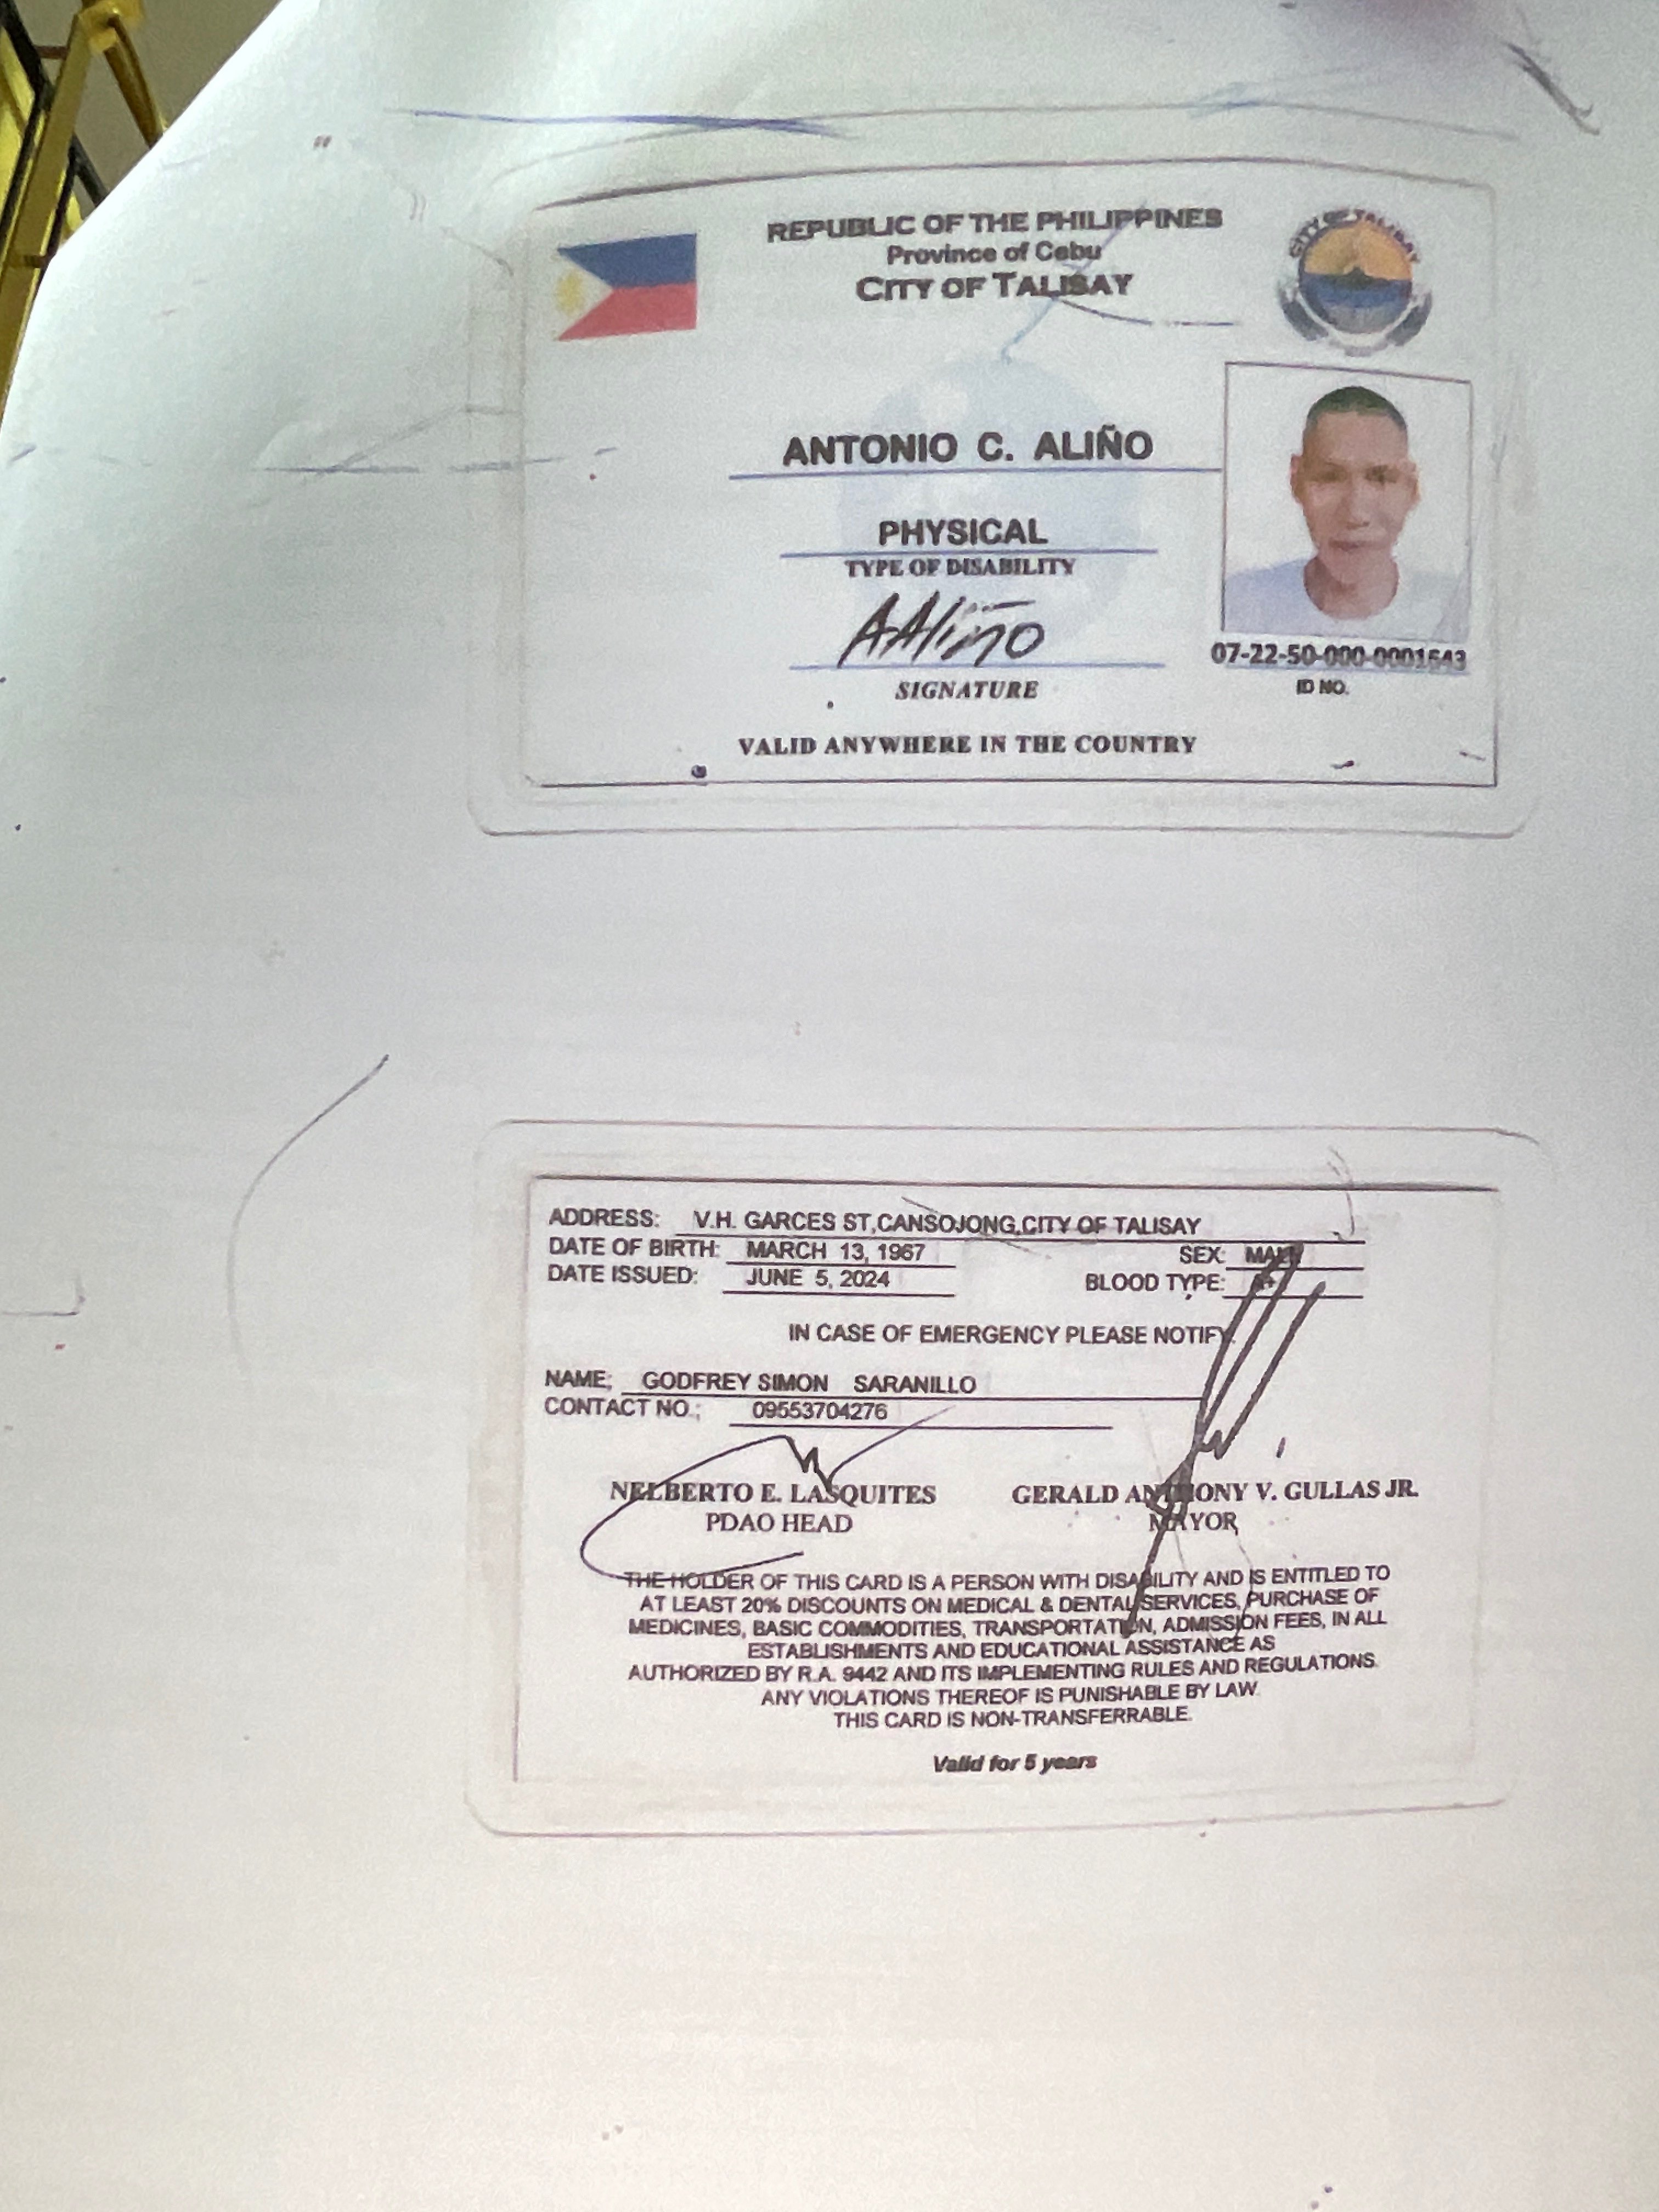 REPUBLIC OF THE PHILIPPINES
Province of Cebu
CITY OF TALISAY
CITY OF TALISAY
ANTONIO C. ALIÑO
PHYSICAL
TYPE OF DISABILITY
AAliño
SIGNATURE
07-22-50-000-0001643
ID NO.
VALID ANYWHERE IN THE COUNTRY
ADDRESS: V.H. GARCES ST,CANSOJONG,CITY OF TALISAY
DATE OF BIRTH: MARCH 13, 1967 SEX: MALE
DATE ISSUED: JUNE 5, 2024 BLOOD TYPE:
IN CASE OF EMERGENCY PLEASE NOTIFY:
NAME; GODFREY SIMON SARANILLO
CONTACT NO.; 09553704276
NELBERTO E. LASQUITES GERALD ANTHONY V. GULLAS JR.
PDAO HEAD MAYOR
THE HOLDER OF THIS CARD IS A PERSON WITH DISABILITY AND IS ENTITLED TO
AT LEAST 20% DISCOUNTS ON MEDICAL & DENTAL SERVICES, PURCHASE OF
MEDICINES, BASIC COMMODITIES, TRANSPORTATION, ADMISSION FEES, IN ALL
ESTABLISHMENTS AND EDUCATIONAL ASSISTANCE AS
AUTHORIZED BY R.A. 9442 AND ITS IMPLEMENTING RULES AND REGULATIONS.
ANY VIOLATIONS THEREOF IS PUNISHABLE BY LAW.
THIS CARD IS NON-TRANSFERRABLE.
Valid for 5 years